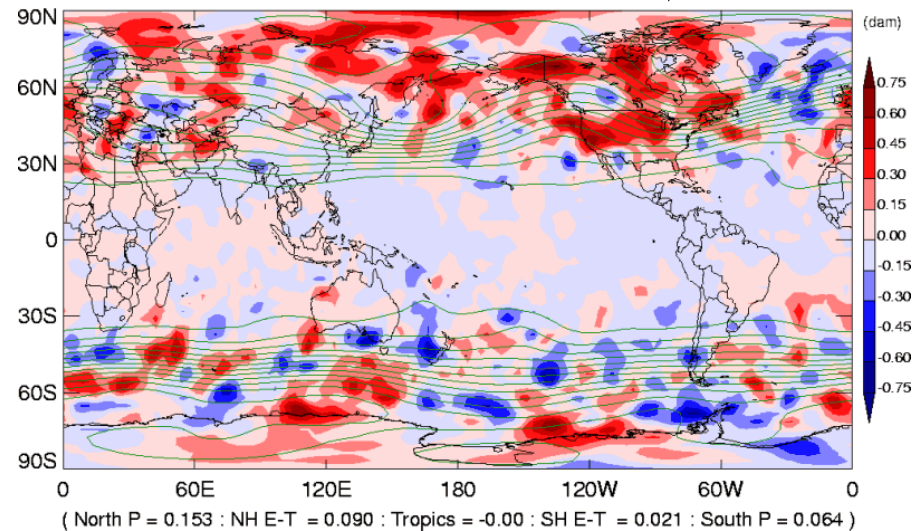 90N
(dam)
60N
30N
0
30S
60S
90S
0.75
0.60
0.45
0.30
0.15
-0.15
-0.30
-0.45
-0.60
-0.75
0 60E 120E 180 120W 60W 0
( North P = 0.153 : NH E-T = 0.090 : Tropics = -0.00 : SH E-T = 0.021 : South P = 0.064 )